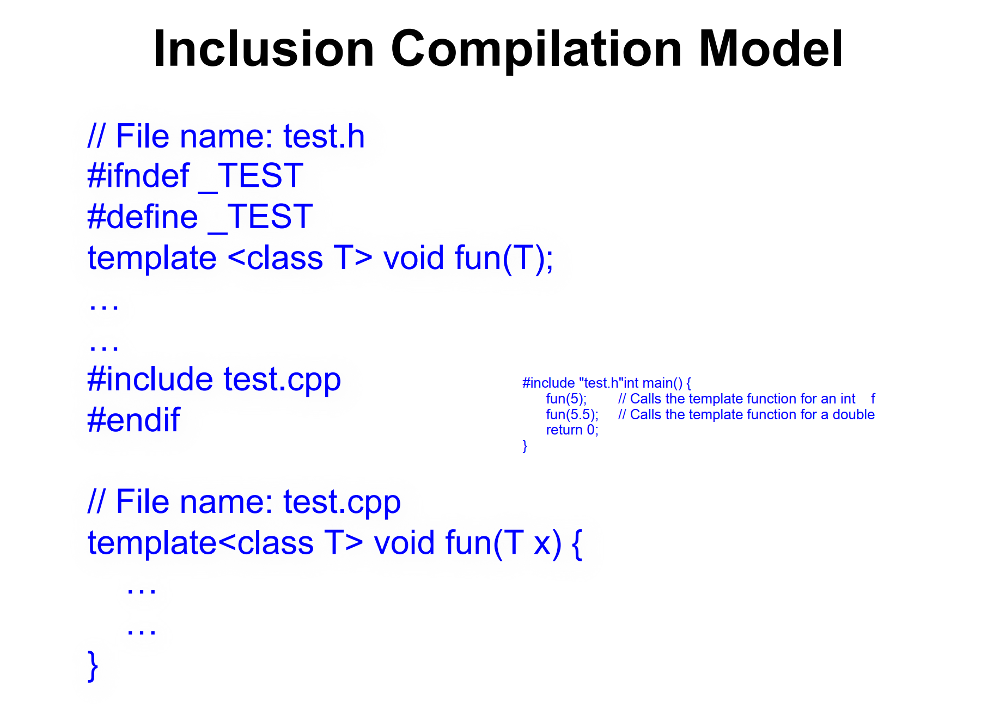 Inclusion Compilation Model
// File name: test.h
#ifndef _TEST
#define _TEST
template <class T> void fun(T);
…
…
#include test.cpp
#endif
#include "test.h"int main() {
fun(5); // Calls the template function for an int f
fun(5.5); // Calls the template function for a double
return 0;
}
// File name: test.cpp
template<class T> void fun(T x) {
…
…
}